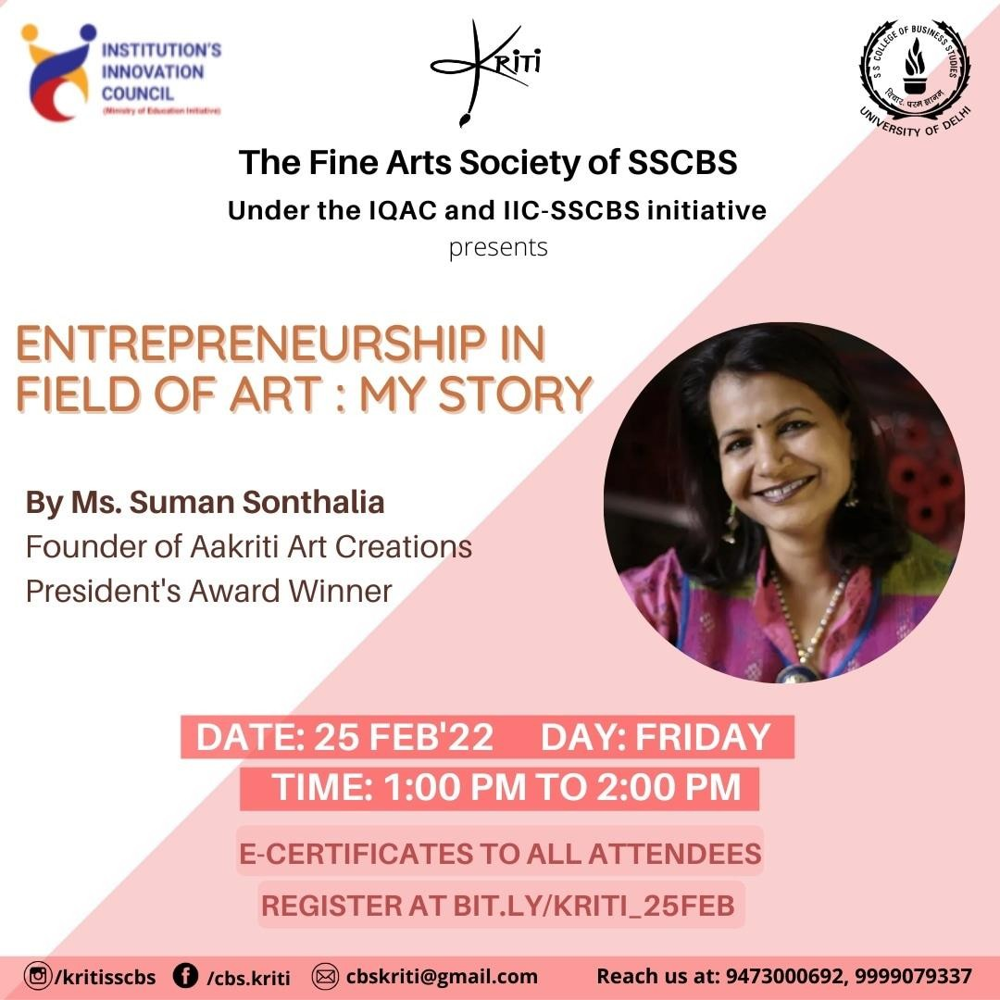 INSTITUTION'S
INNOVATION
COUNCIL
(Ministry of Education Initiative)
KRITI
S S COLLEGE OF BUSINESS STUDIES
विचारः परम ज्ञानम्
UNIVERSITY OF DELHI
The Fine Arts Society of SSCBS
Under the IQAC and IIC-SSCBS initiative
presents
ENTREPRENEURSHIP IN
FIELD OF ART : MY STORY
By Ms. Suman Sonthalia
Founder of Aakriti Art Creations
President's Award Winner
DATE: 25 FEB'22 DAY: FRIDAY
TIME: 1:00 PM TO 2:00 PM
E-CERTIFICATES TO ALL ATTENDEES
REGISTER AT BIT.LY/KRITI_25FEB
/kritisscbs /cbs.kriti cbskriti@gmail.com Reach us at: 9473000692, 9999079337